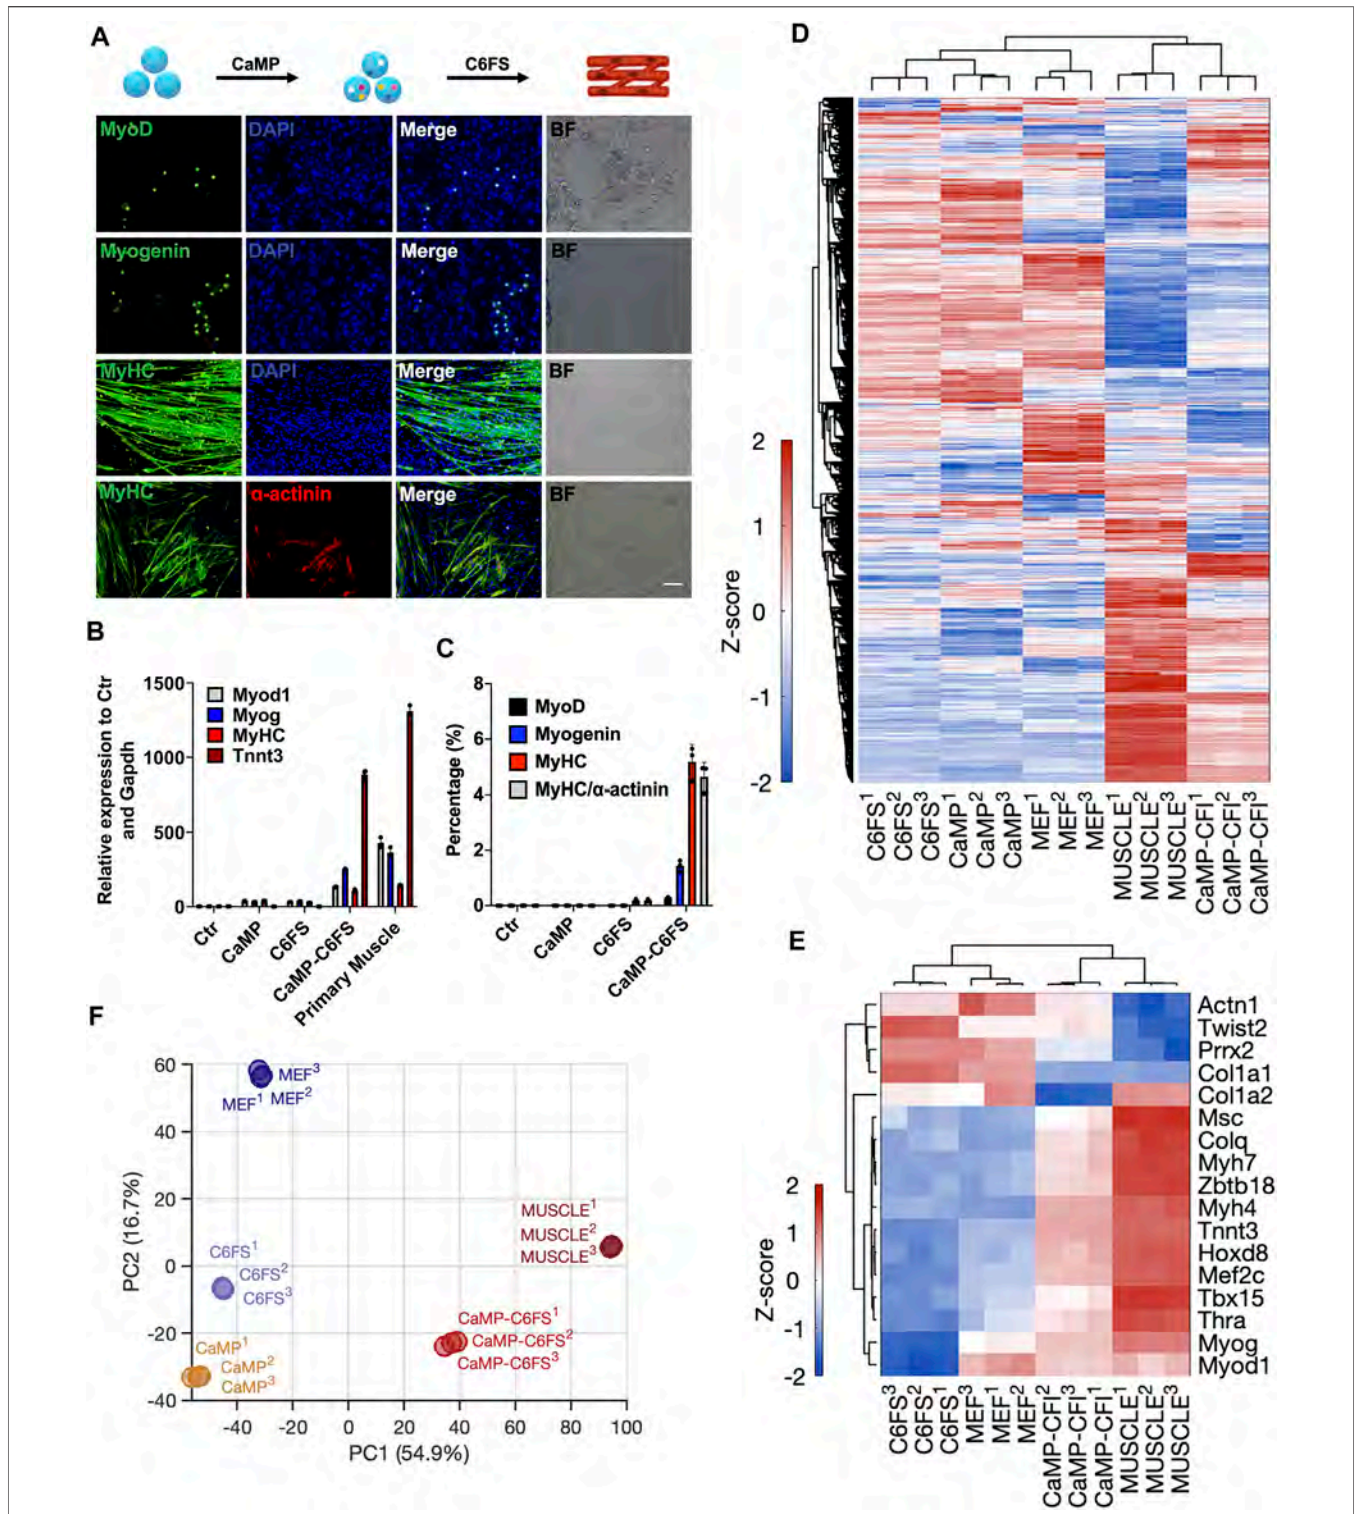 A
CaMP
C6FS
MyoD
DAPI
Merge
BF
Myogenin
DAPI
Merge
BF
MyHC
DAPI
Merge
BF
MyHC
α-actinin
Merge
BF
B
Relative expression to Ctr
and Gapdh
1500
1000
500
0
Myod1
Myog
MyHC
Tnnt3
Ctr
CaMP
C6FS
CaMP-C6FS
Primary Muscle
C
Percentage (%)
8
6
4
2
0
MyoD
Myogenin
MyHC
MyHC/α-actinin
Ctr
CaMP
C6FS
CaMP-C6FS
D
Z-score
2
1
0
-1
-2
C6FS¹
C6FS²
C6FS³
CaMP¹
CaMP²
CaMP³
MEF¹
MEF²
MEF³
MUSCLE¹
MUSCLE²
MUSCLE³
CaMP-CFI¹
CaMP-CFI²
CaMP-CFI³
E
Actn1
Twist2
Prrx2
Col1a1
Col1a2
Msc
Colq
Myh7
Zbtb18
Myh4
Tnnt3
Hoxd8
Mef2c
Tbx15
Thra
Myog
Myod1
Z-score
2
1
0
-1
-2
C6FS³
C6FS²
C6FS¹
MEF³
MEF¹
MEF²
CaMP-CFI²
CaMP-CFI³
CaMP-CFI¹
MUSCLE¹
MUSCLE²
MUSCLE³
F
PC2 (16.7%)
60
40
20
0
-20
-40
MEF³
MEF¹ MEF²
C6FS¹
C6FS²
C6FS³
CaMP¹
CaMP²
CaMP³
MUSCLE¹
MUSCLE²
MUSCLE³
CaMP-C6FS¹
CaMP-C6FS²
CaMP-C6FS³
-40 -20 0 20 40 60 80 100
PC1 (54.9%)